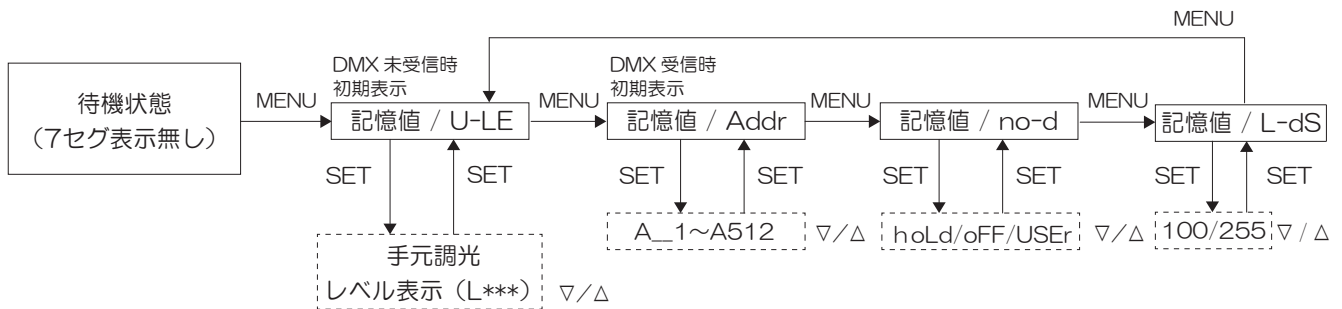 MENU
DMX 未受信時
初期表示
DMX 受信時
初期表示
待機状態
(7セグ表示無し)
MENU
記憶値 / U-LE
MENU
記憶値 / Addr
MENU
記憶値 / no-d
MENU
記憶値 / L-dS
SET SET SET SET SET SET SET SET
A__1〜A512 ▽/△
hoLd/oFF/USEr ▽/△
100/255 ▽/△
手元調光
レベル表示(L***) ▽/△